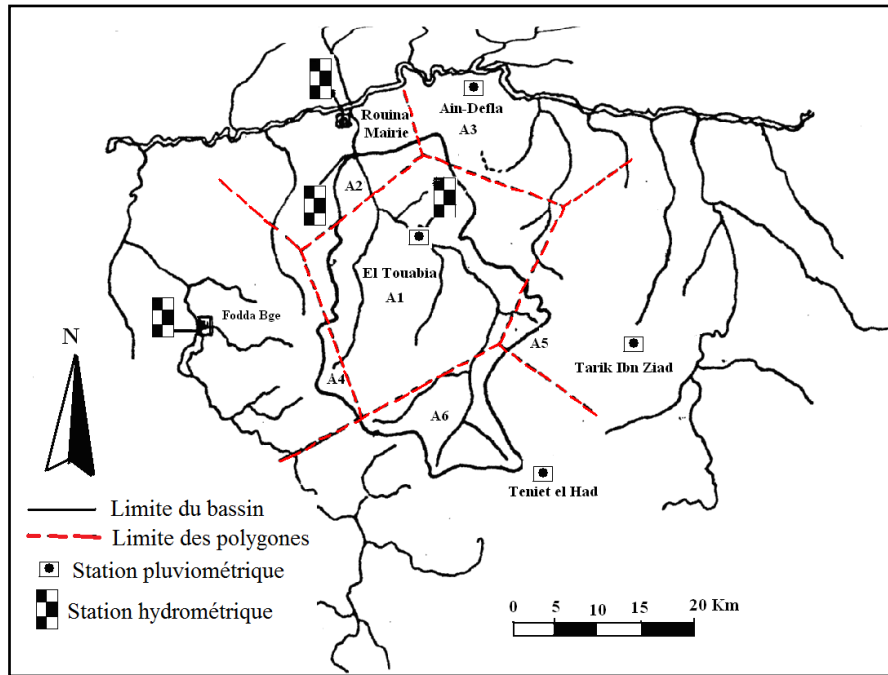 Ain-Defla
A3
Rouina
Mairie
A2
El Touabia
A1
Fodda Bge
N
A5
Tarik Ibn Ziad
A4
A6
Teniet el Had
Limite du bassin
Limite des polygones
Station pluviométrique
Station hydrométrique
0 5 10 15 20 Km